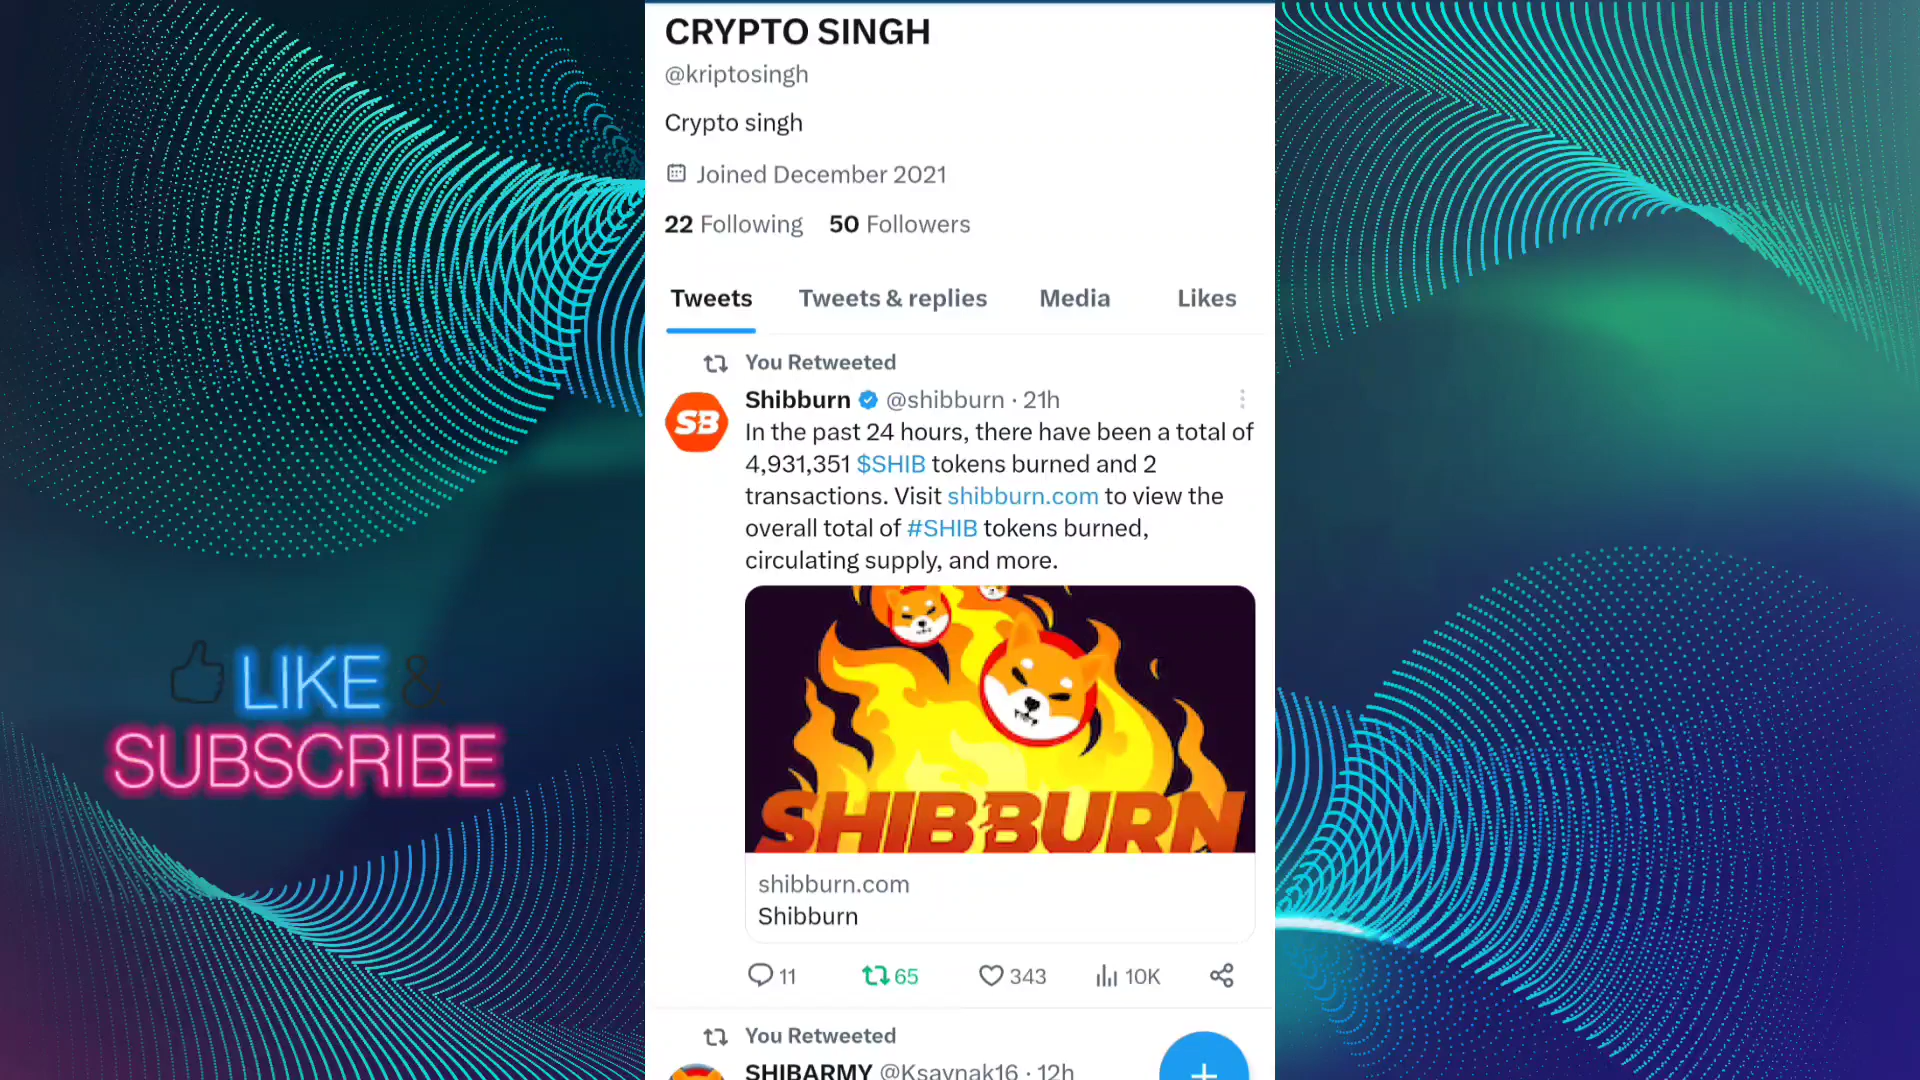 CRYPTO SINGH
@kriptosingh
Crypto singh
Joined December 2021
22 Following 50 Followers
Tweets Tweets & replies Media Likes
You Retweeted
Shibburn @shibburn · 21h
SB
In the past 24 hours, there have been a total of
4,931,351 $SHIB tokens burned and 2
transactions. Visit shibburn.com to view the
overall total of #SHIB tokens burned,
circulating supply, and more.
SHIBBURN
shibburn.com
Shibburn
11 65 343 10K
You Retweeted
SHIBARMY @Ksaynak16 · 12h
LIKE &
SUBSCRIBE